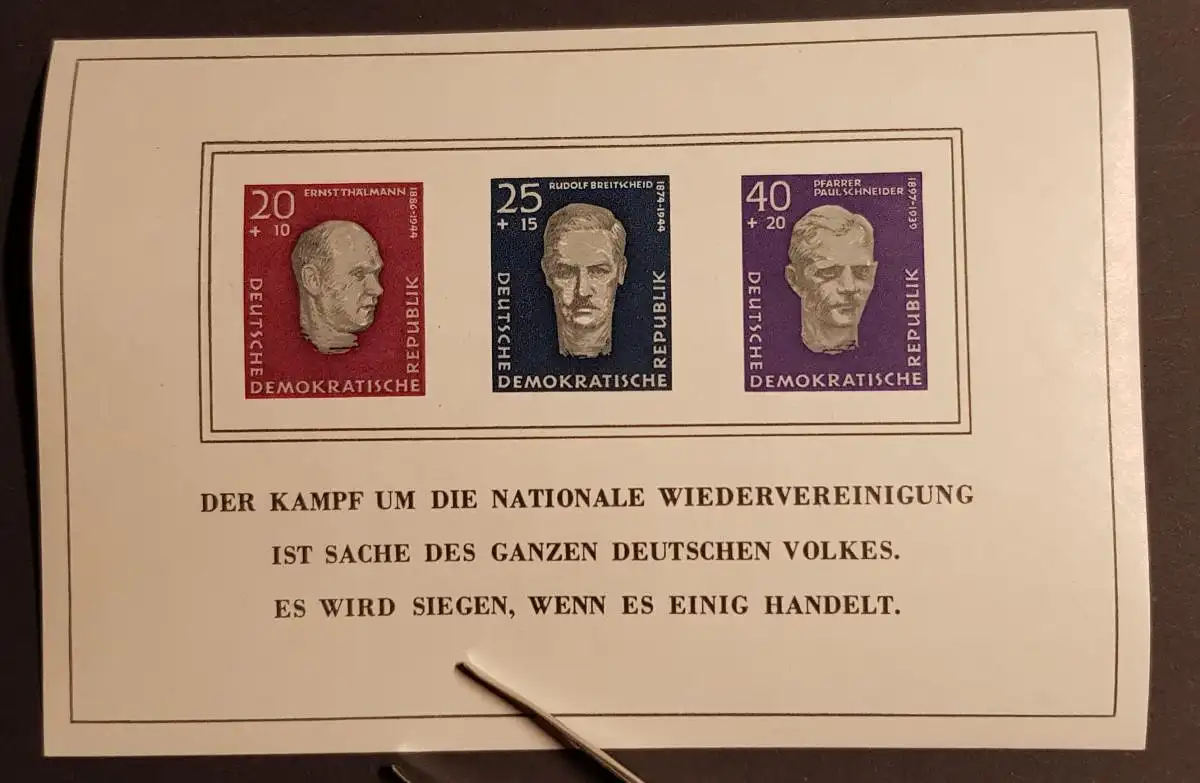 20
+ 10
ERNST THÄLMANN
1886-1944
DEUTSCHE
DEMOKRATISCHE
REPUBLIK
25
+ 15
RUDOLF BREITSCHEID
1874-1944
DEUTSCHE
DEMOKRATISCHE
REPUBLIK
40
+ 20
PFARRER
PAUL SCHNEIDER
1897-1939
DEUTSCHE
DEMOKRATISCHE
REPUBLIK
DER KAMPF UM DIE NATIONALE WIEDERVEREINIGUNG
IST SACHE DES GANZEN DEUTSCHEN VOLKES.
ES WIRD SIEGEN, WENN ES EINIG HANDELT.